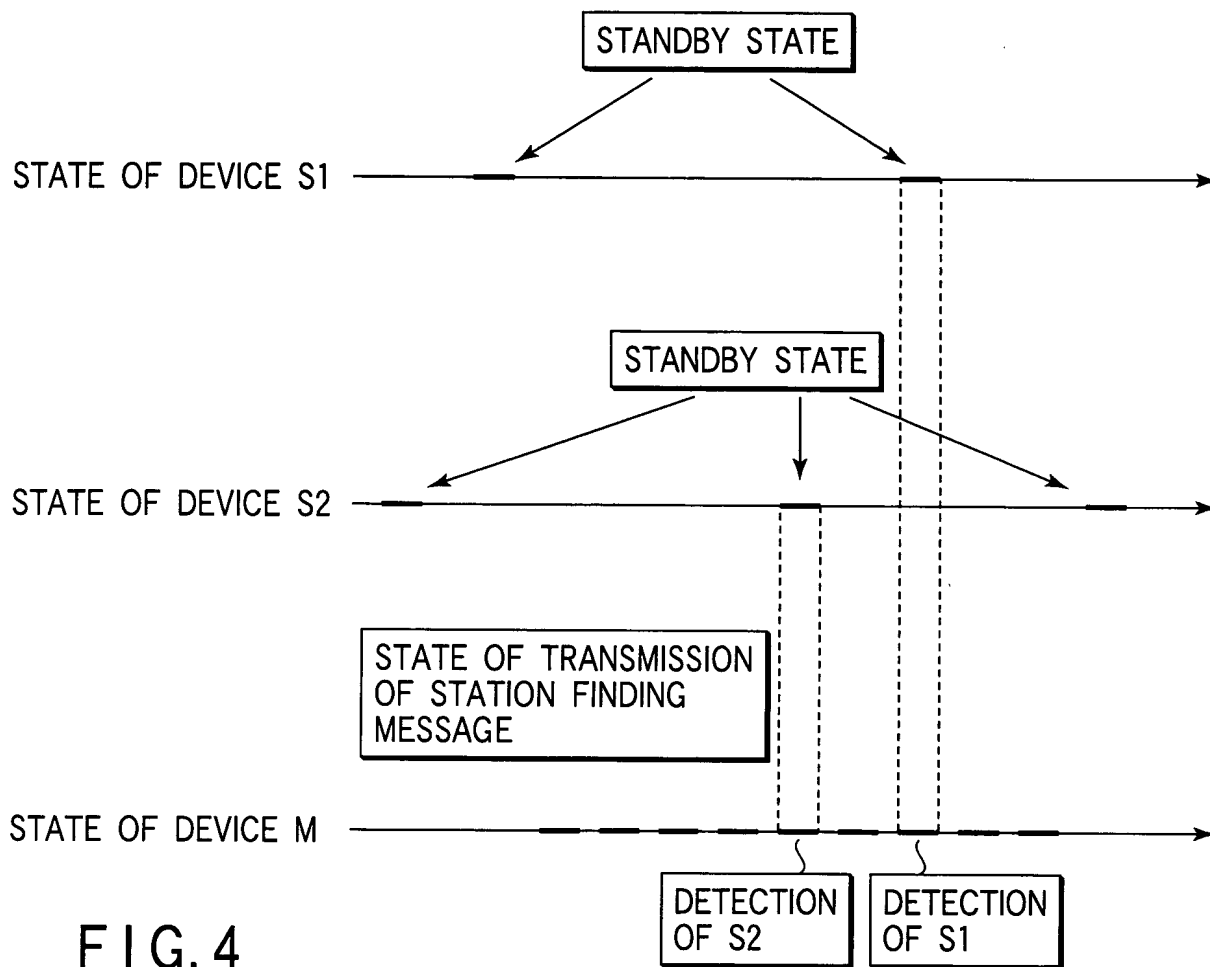 STANDBY STATE
STATE OF DEVICE S1
STANDBY STATE
STATE OF DEVICE S2
STATE OF TRANSMISSION
OF STATION FINDING
MESSAGE
STATE OF DEVICE M
DETECTION
OF S2
DETECTION
OF S1
FIG. 4